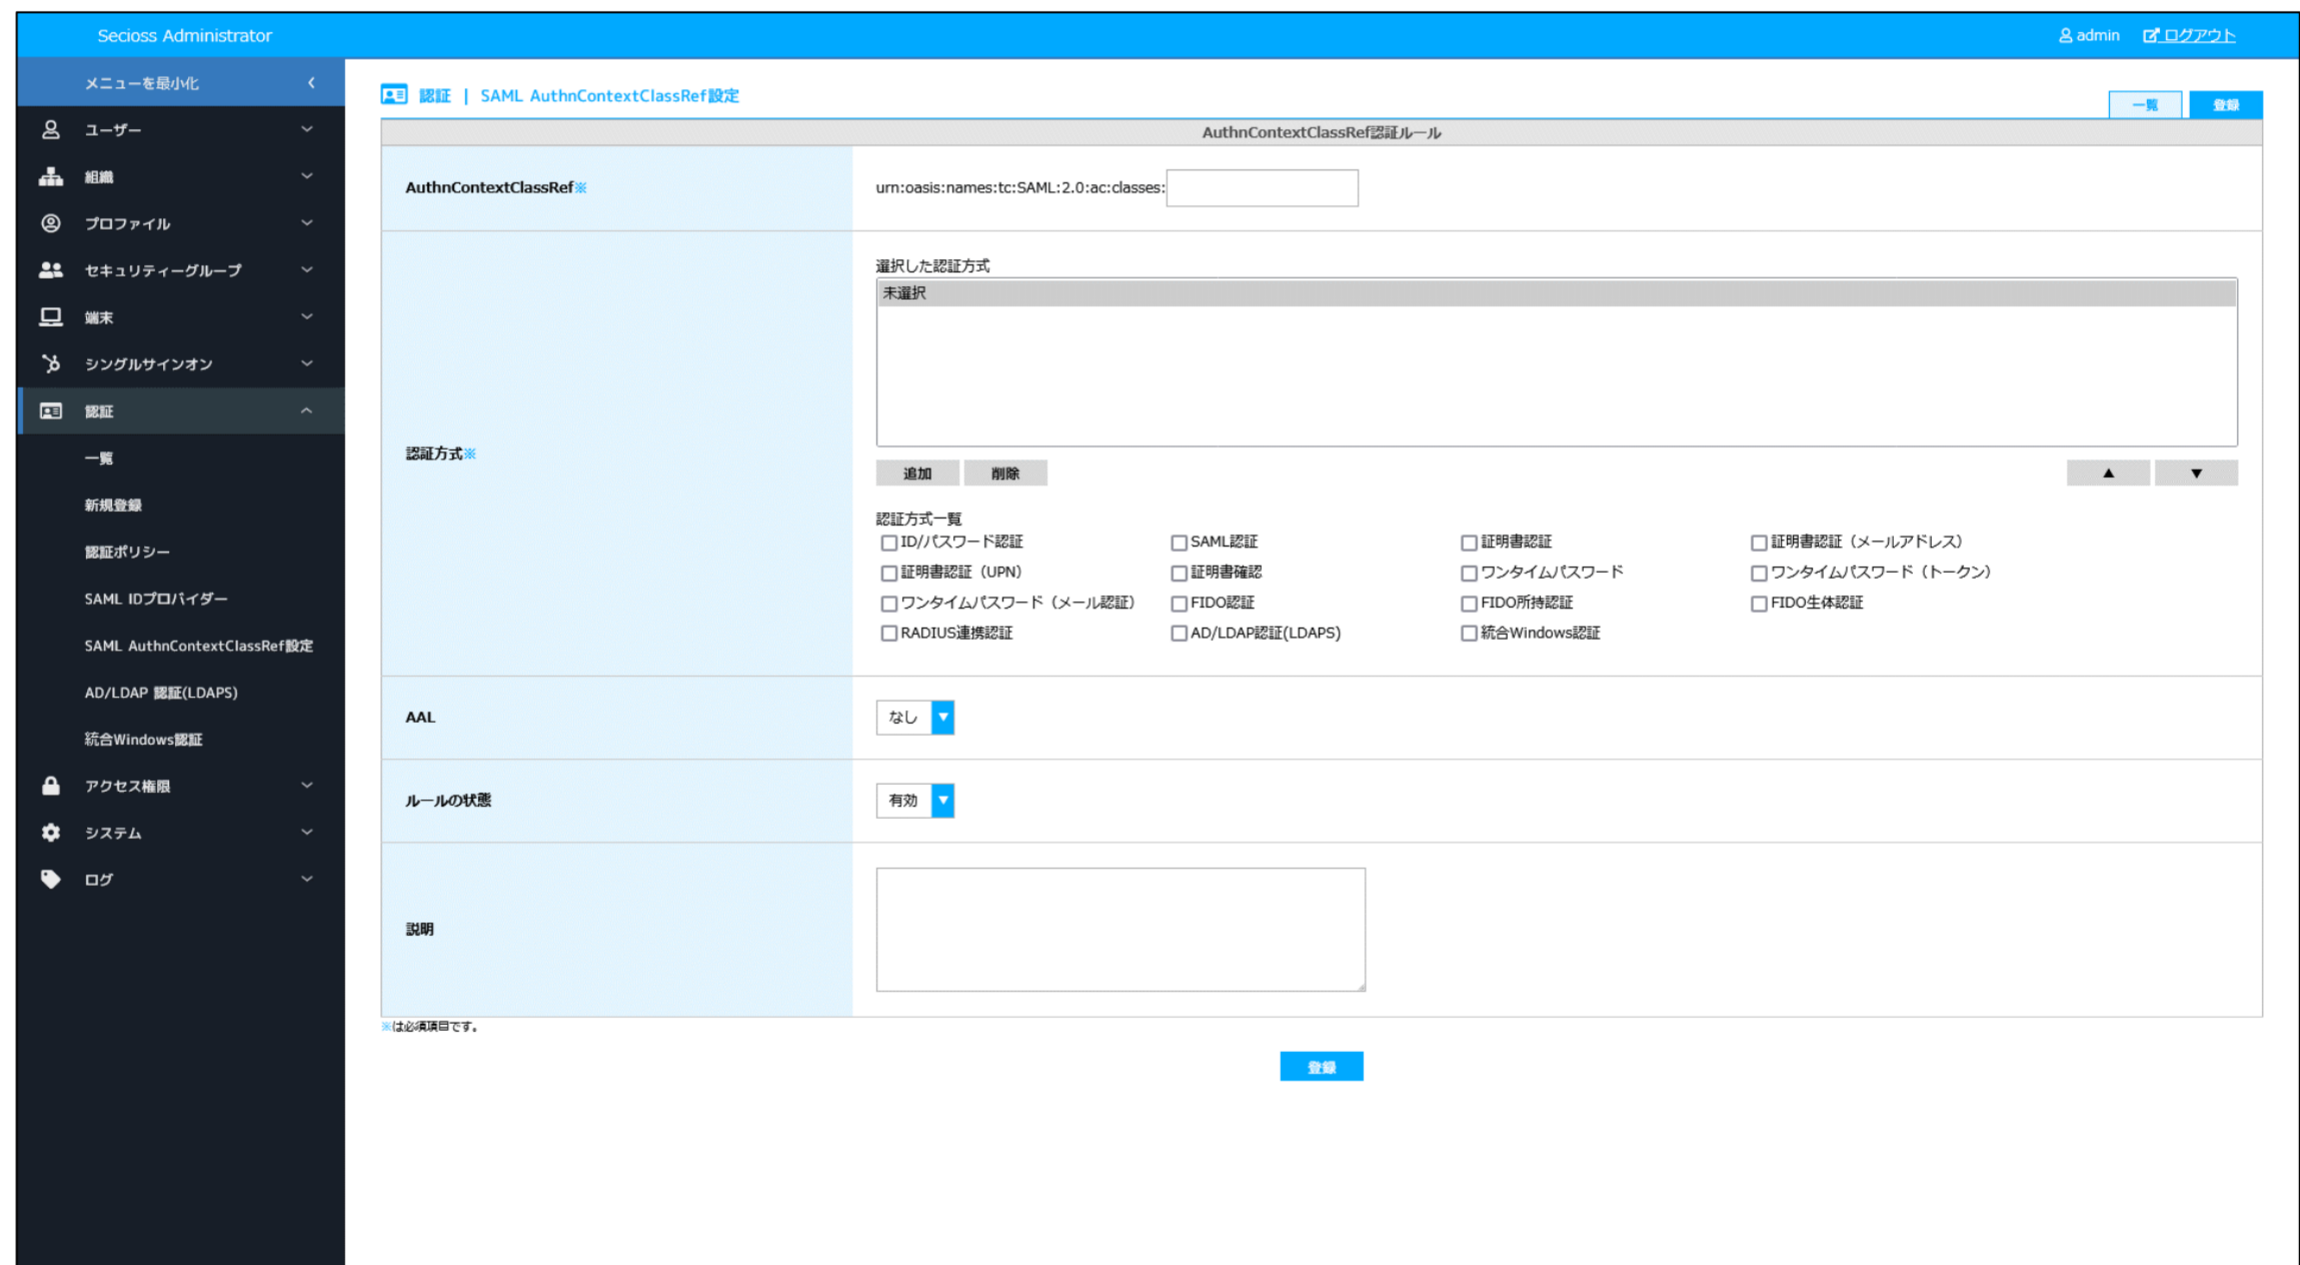 Secioss Administrator
admin ログアウト
メニューを最小化
ユーザー
組織
プロファイル
セキュリティーグループ
端末
シングルサインオン
認証
一覧
新規登録
認証ポリシー
SAML IDプロバイダー
SAML AuthnContextClassRef設定
AD/LDAP 認証(LDAPS)
統合Windows認証
アクセス権限
システム
ログ
認証 | SAML AuthnContextClassRef設定
一覧 登録
AuthnContextClassRef認証ルール
AuthnContextClassRef※ urn:oasis:names:tc:SAML:2.0:ac:classes:
認証方式※
選択した認証方式
未選択
追加 削除 ▲ ▼
認証方式一覧
ID/パスワード認証 SAML認証 証明書認証 証明書認証（メールアドレス）
証明書認証（UPN） 証明書確認 ワンタイムパスワード ワンタイムパスワード（トークン）
ワンタイムパスワード（メール認証） FIDO認証 FIDO所持認証 FIDO生体認証
RADIUS連携認証 AD/LDAP認証(LDAPS) 統合Windows認証
AAL なし ▼
ルールの状態 有効 ▼
説明
※は必須項目です。
登録